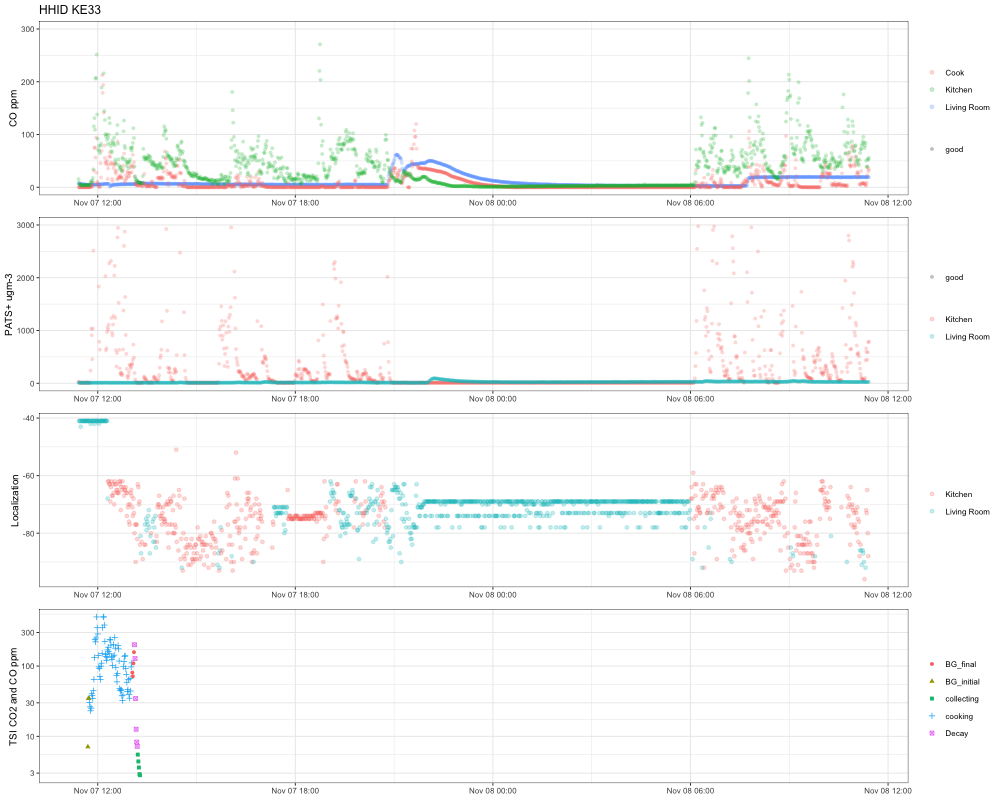 HHID KE33
CO ppm
300
200
100
0
Nov 07 12:00 Nov 07 18:00 Nov 08 00:00 Nov 08 06:00 Nov 08 12:00
Cook
Kitchen
Living Room
good
PATS+ ugm-3
3000
2000
1000
0
Nov 07 12:00 Nov 07 18:00 Nov 08 00:00 Nov 08 06:00 Nov 08 12:00
good
Kitchen
Living Room
Localization
-40
-60
-80
Nov 07 12:00 Nov 07 18:00 Nov 08 00:00 Nov 08 06:00 Nov 08 12:00
Kitchen
Living Room
TSI CO2 and CO ppm
300
100
30
10
3
Nov 07 12:00 Nov 07 18:00 Nov 08 00:00 Nov 08 06:00 Nov 08 12:00
BG_final
BG_initial
collecting
cooking
Decay